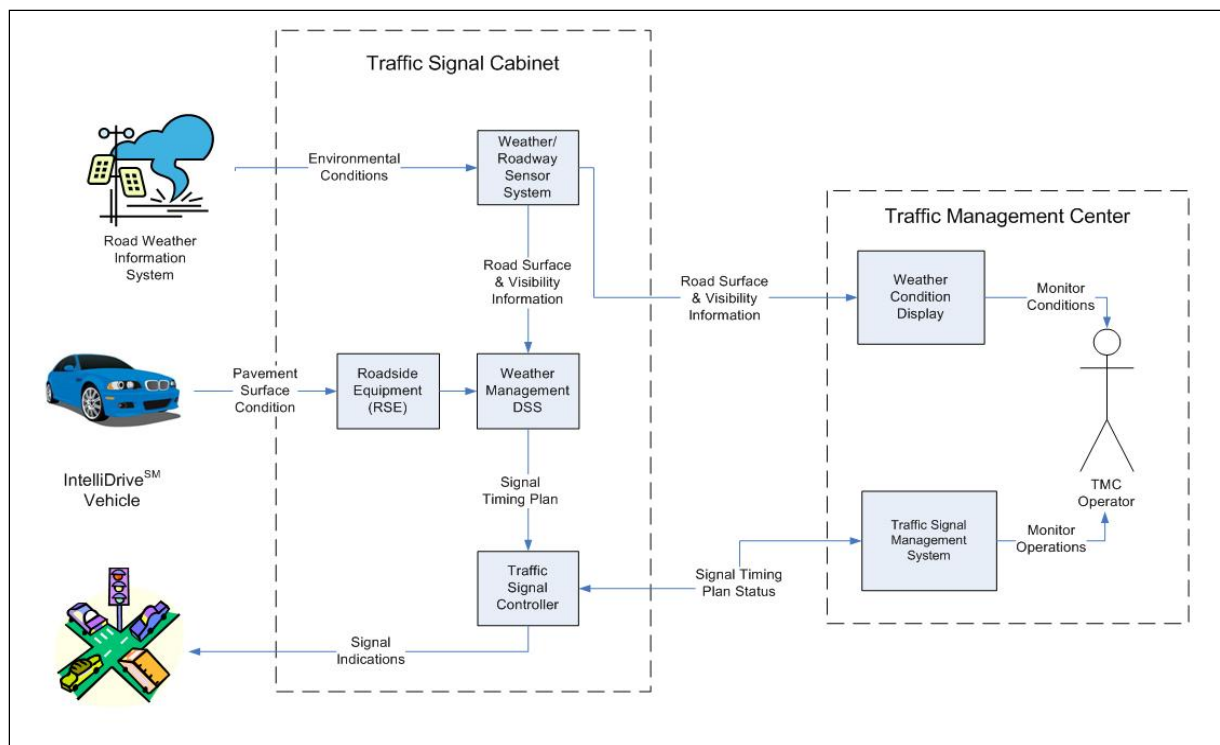 Traffic Signal Cabinet
Environmental
Conditions
Weather/
Roadway
Sensor
System
Road Weather
Information
System
Road Surface
& Visibility
Information
Road Surface
& Visibility
Information
Traffic Management Center
Weather
Condition
Display
Monitor
Conditions
Pavement
Surface
Condition
Roadside
Equipment
(RSE)
Weather
Management
DSS
IntelliDriveSM
Vehicle
Signal
Timing Plan
TMC
Operator
Traffic
Signal
Controller
Signal Timing
Plan Status
Traffic Signal
Management
System
Monitor
Operations
Signal
Indications